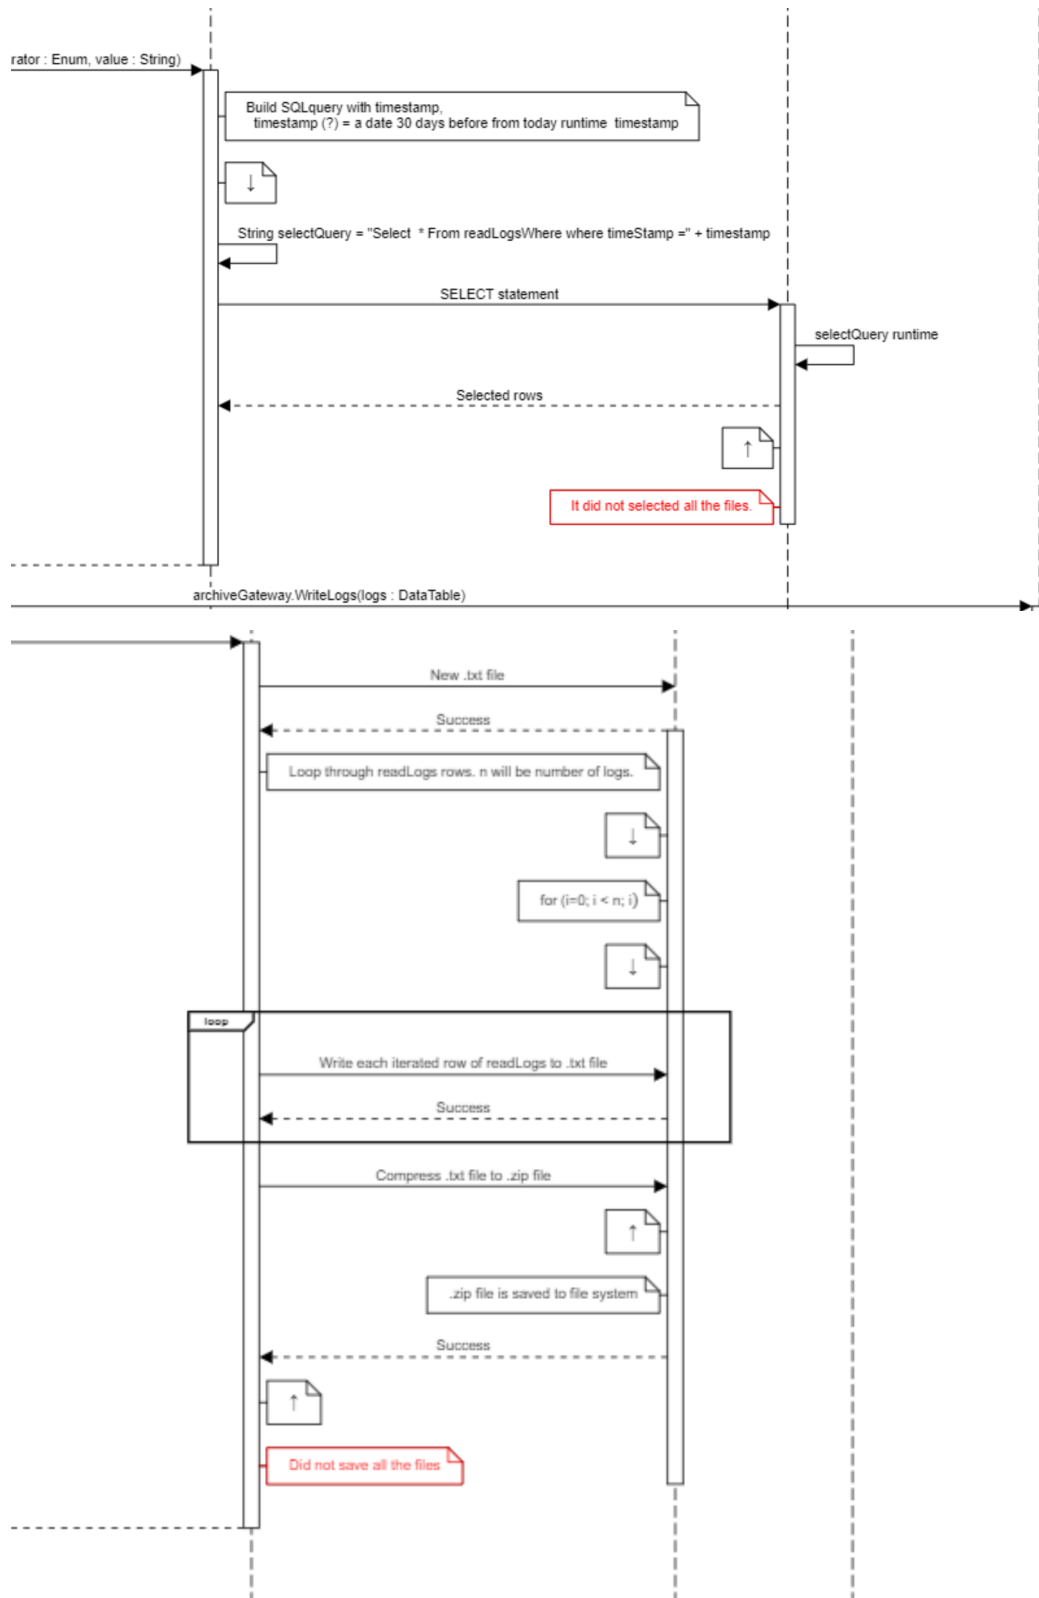 rator : Enum, value : String)
Build SQLquery with timestamp,
timestamp (?) = a date 30 days before from today runtime timestamp
↓
String selectQuery = "Select * From readLogsWhere where timeStamp =" + timestamp
SELECT statement
selectQuery runtime
Selected rows
↑
It did not selected all the files.
archiveGateway.WriteLogs(logs : DataTable)
New .txt file
Success
Loop through readLogs rows. n will be number of logs.
↓
for (i=0; i < n; i)
↓
loop
Write each iterated row of readLogs to .txt file
Success
Compress .txt file to .zip file
↑
.zip file is saved to file system
Success
↑
Did not save all the files